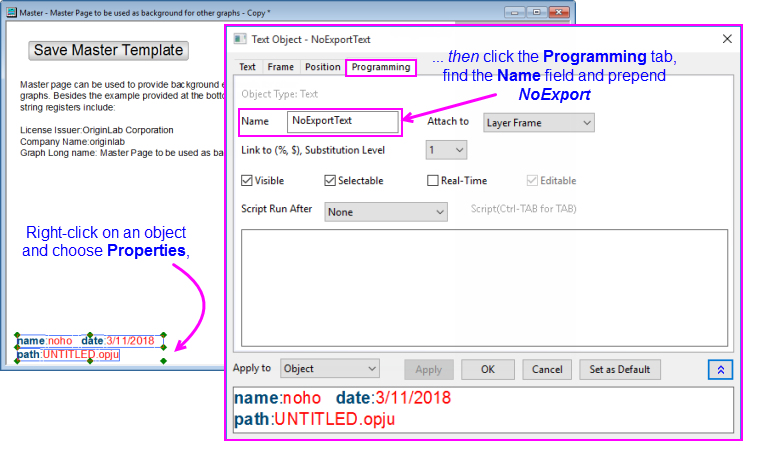 Master - Master Page to be used as background for other graphs - Copy *
Save Master Template
Master page can be used to provide background e
graphs. Besides the example provided at the botto
string registers include:
License Issuer:OriginLab Corporation
Company Name:originlab
Graph Long name: Master Page to be used as ba
Right-click on an object
and choose Properties,
name:noho date:3/11/2018
path:UNTITLED.opju
Text Object - NoExportText
Text Frame Position Programming
... then click the Programming tab,
find the Name field and prepend
NoExport
Object Type: Text
Name NoExportText Attach to Layer Frame
Link to (%, $), Substitution Level 1
Visible Selectable Real-Time Editable
Script Run After None Script(Ctrl-TAB for TAB)
Apply to Object Apply OK Cancel Set as Default
name:noho date:3/11/2018
path:UNTITLED.opju